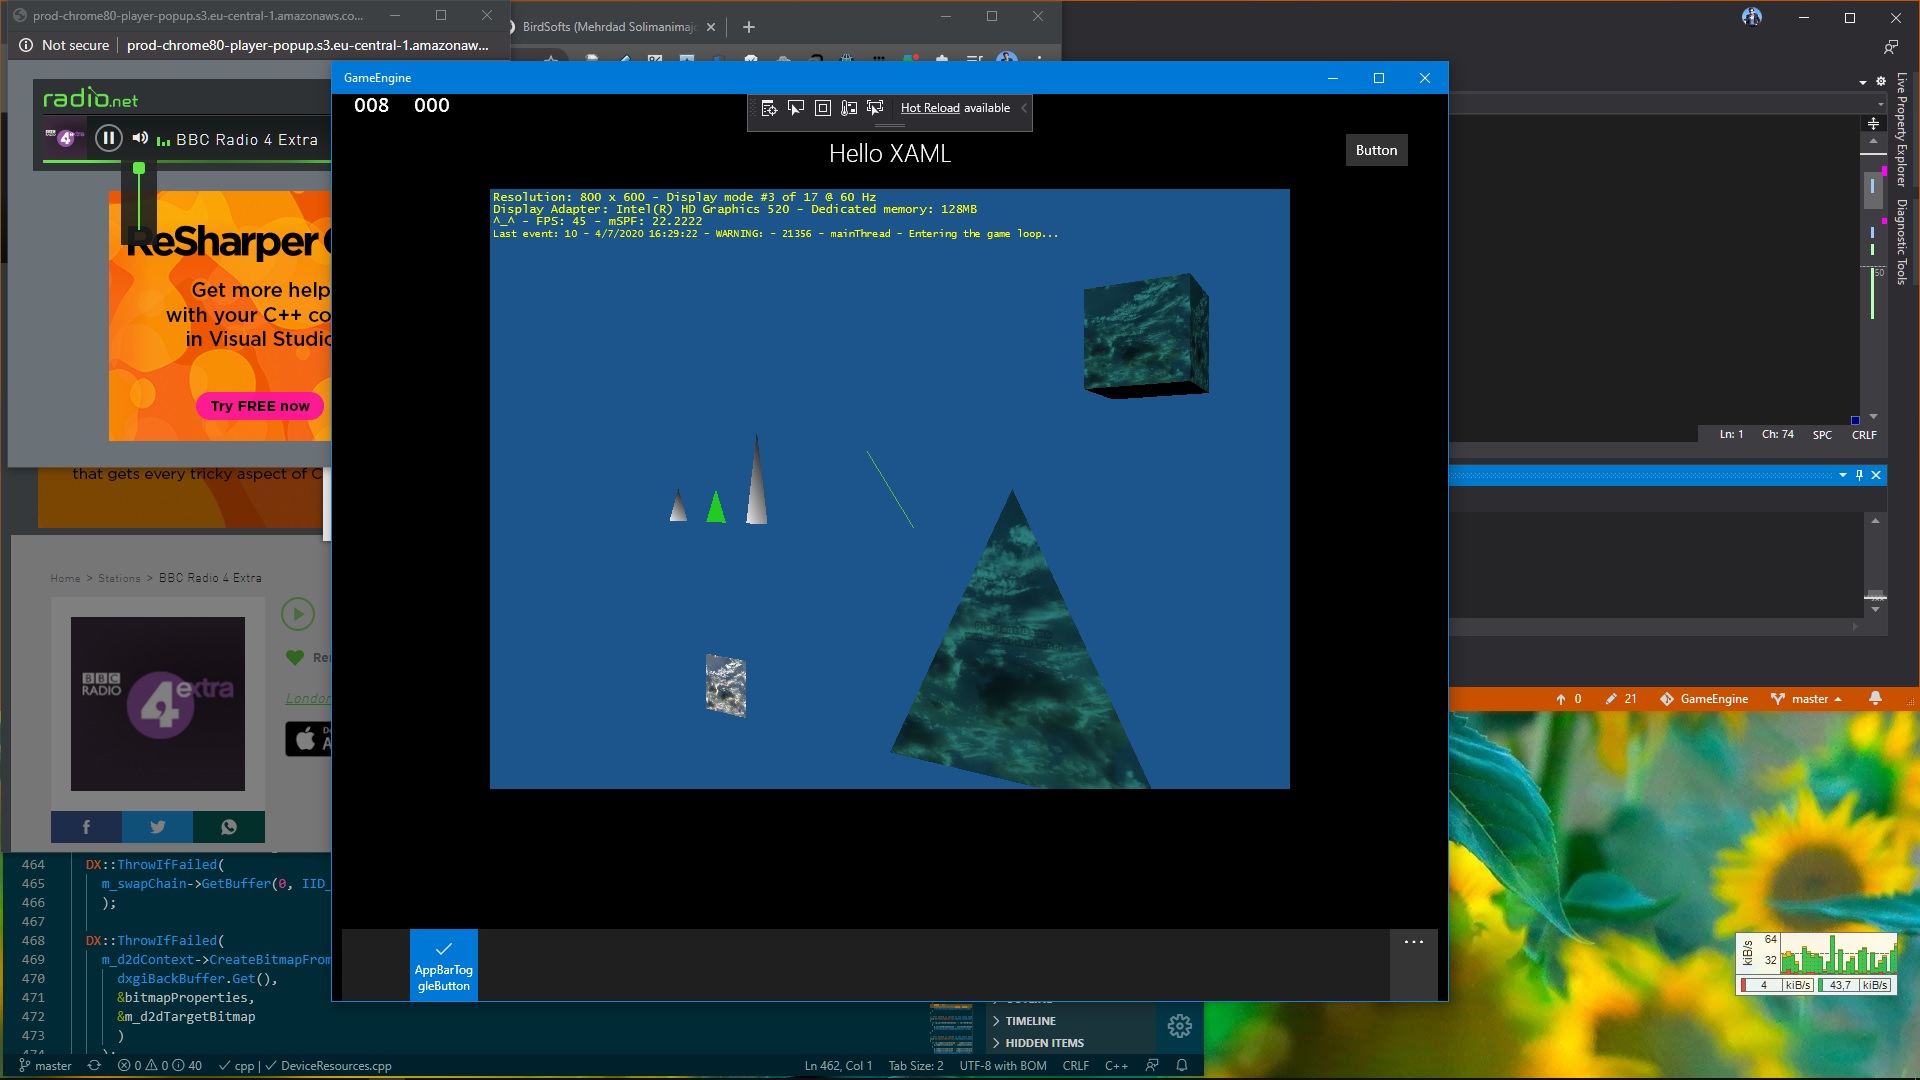 prod-chrome80-player-popup.s3.eu-central-1.amazonaws.co...
Not secure
prod-chrome80-player-popup.s3.eu-central-1.amazonaw...
BirdSofts (Mehrdad Solimanimaj
radio.net
BBC Radio 4 Extra
ReSharper
Get more help
with your C++ co
in Visual Studio
Try FREE now
that gets every tricky aspect of C
Home > Stations > BBC Radio 4 Extra
BBC
RADIO
4 extra
Rem
London
GameEngine
008 000
Hot Reload available
Hello XAML
Button
Resolution: 800 x 600 - Display mode #3 of 17 @ 60 Hz
Display Adapter: Intel(R) HD Graphics 520 - Dedicated memory: 128MB
^_^ - FPS: 45 - mSPF: 22.2222
Last event: 10 - 4/7/2020 16:29:22 - WARNING: - 21356 - mainThread - Entering the game loop...
AppBarTog
gleButton
...
Live Property Explorer
Diagnostic Tools
50
Ln: 1 Ch: 74 SPC CRLF
0 21 GameEngine master
464 DX::ThrowIfFailed(
465 m_swapChain->GetBuffer(0, IID_
466 );
467
468 DX::ThrowIfFailed(
469 m_d2dContext->CreateBitmapFrom
470 dxgiBackBuffer.Get(),
471 &bitmapProperties,
472 &m_d2dTargetBitmap
473 )
TIMELINE
HIDDEN ITEMS
kiB/s
64
32
4 kiB/s 43,7 kiB/s
master 0 0 40 cpp | DeviceResources.cpp
Ln 462, Col 1 Tab Size: 2 UTF-8 with BOM CRLF C++